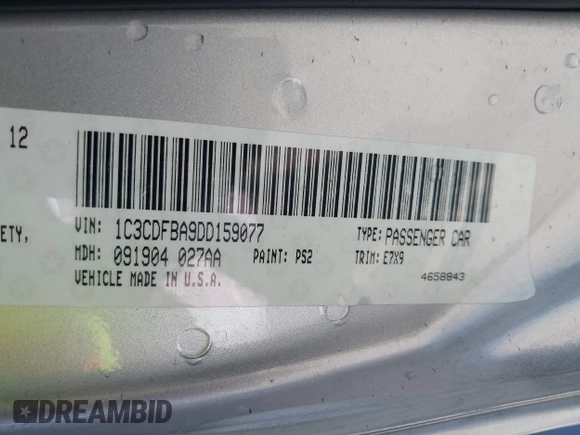 12
ETY,
VIN: 1C3CDFBA9DD159077
TYPE: PASSENGER CAR
MDH: 091904 027AA
PAINT: PS2
TRIM: E7X9
VEHICLE MADE IN U.S.A.
4658843
DREAMBID